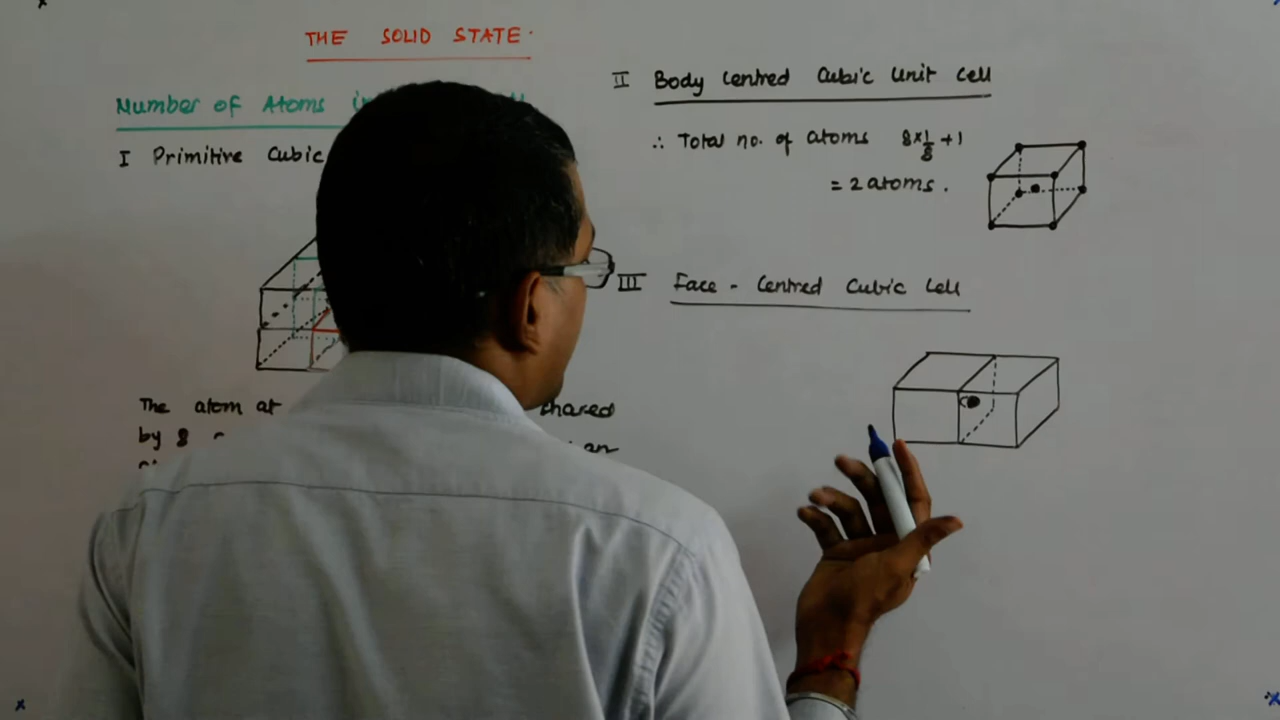 THE SOLID STATE.
Number of Atoms
I Primitive Cubic
The atom at
by 8
shared
an
II Body Centred Cubic Unit Cell
∴ Total no. of atoms 8×1/8 +1
= 2 atoms.
III Face - Centred Cubic Cell